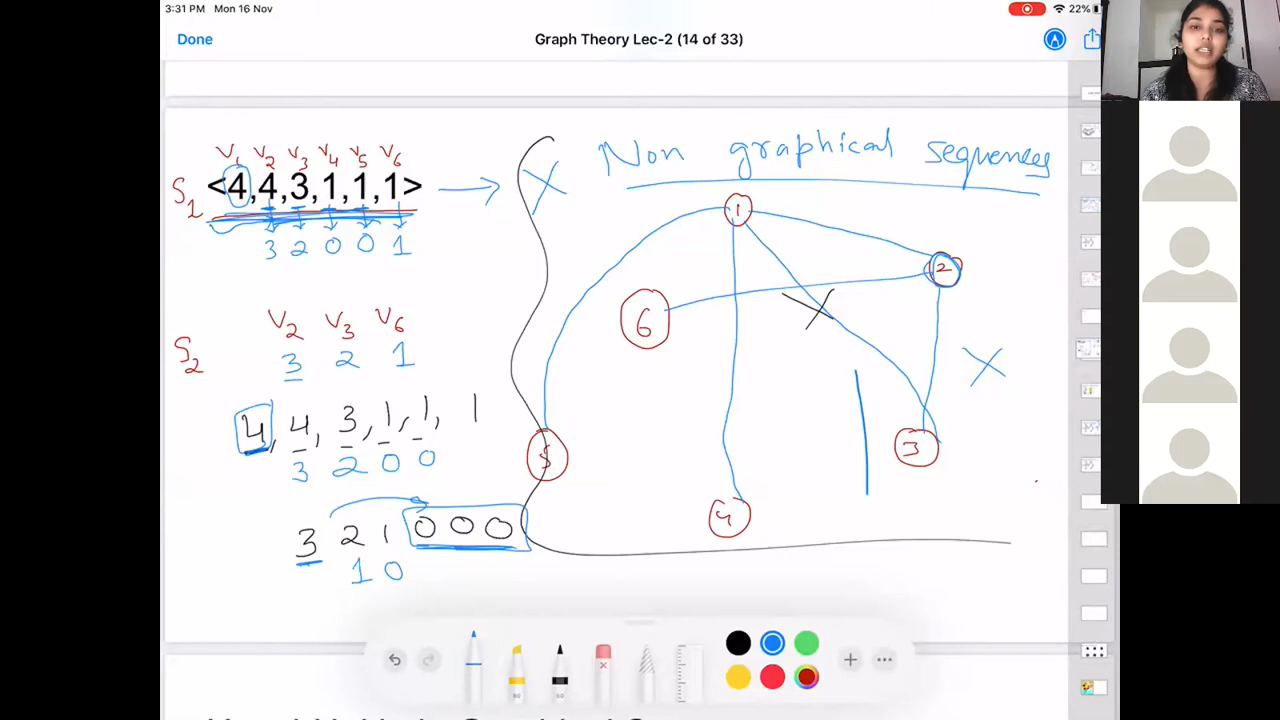 3:31 PM Mon 16 Nov
22%
Done
Graph Theory Lec-2 (14 of 33)
V1 V2 V3 V4 V5 V6
S1 <4,4,3,1,1,1>
3 2 0 0 1
S2 V2 V3 V6
3 2 1
4, 4, 3, 1, 1, 1
3 2 0 0
3 2 1 0 0 0
1 0
Non graphical sequences
1
2
6
3
5
4